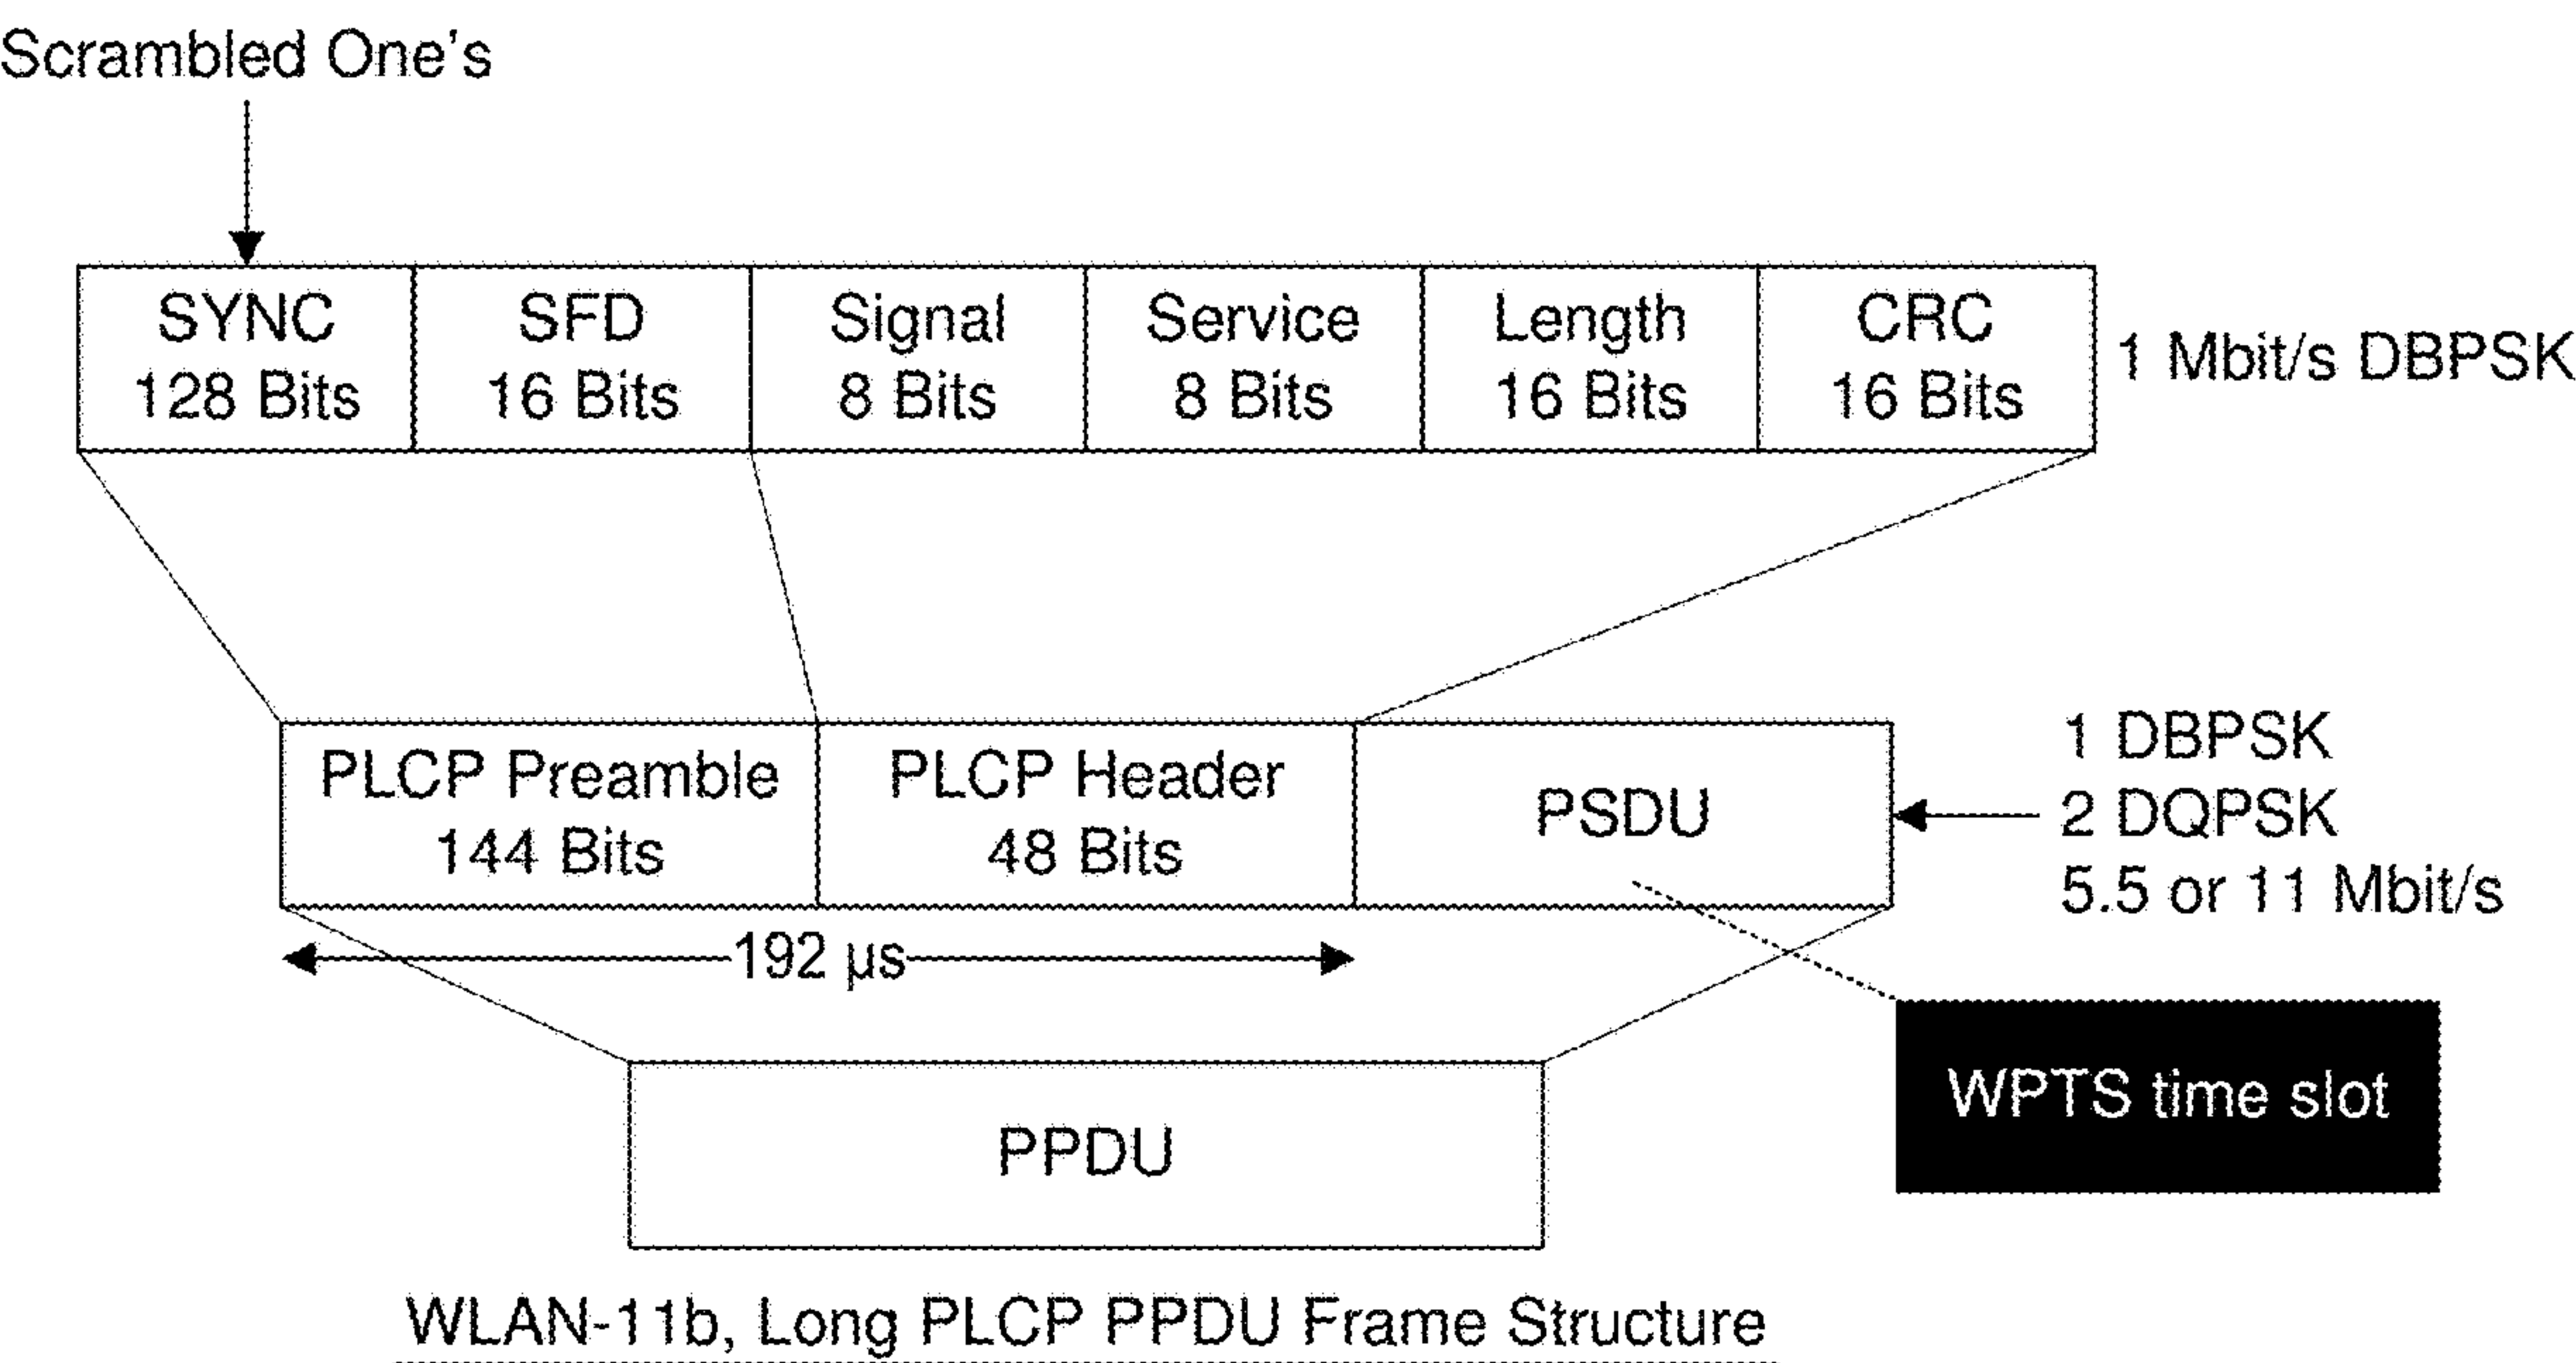 Scrambled One's
SYNC
128 Bits
SFD
16 Bits
Signal
8 Bits
Service
8 Bits
Length
16 Bits
CRC
16 Bits
1 Mbit/s DBPSK
PLCP Preamble
144 Bits
PLCP Header
48 Bits
PSDU
1 DBPSK
2 DQPSK
5.5 or 11 Mbit/s
192 µs
WPTS time slot
PPDU
WLAN-11b, Long PLCP PPDU Frame Structure